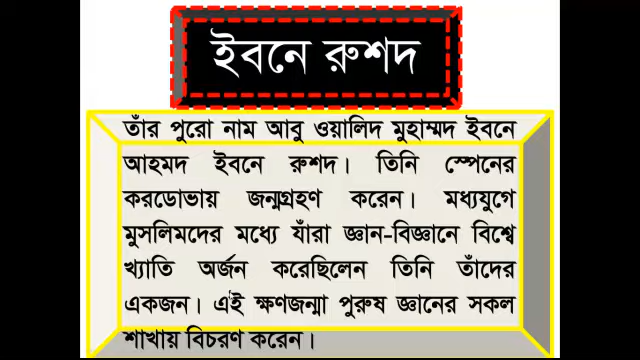 ইবনে রুশদ
তাঁর পুরো নাম আবু ওয়ালিদ মুহাম্মদ ইবনে
আহমদ ইবনে রুশদ। তিনি স্পেনের
করডোভায় জন্মগ্রহণ করেন। মধ্যযুগে
মুসলিমদের মধ্যে যাঁরা জ্ঞান-বিজ্ঞানে বিশ্বে
খ্যাতি অর্জন করেছিলেন তিনি তাঁদের
একজন। এই ক্ষণজন্মা পুরুষ জ্ঞানের সকল
শাখায় বিচরণ করেন।